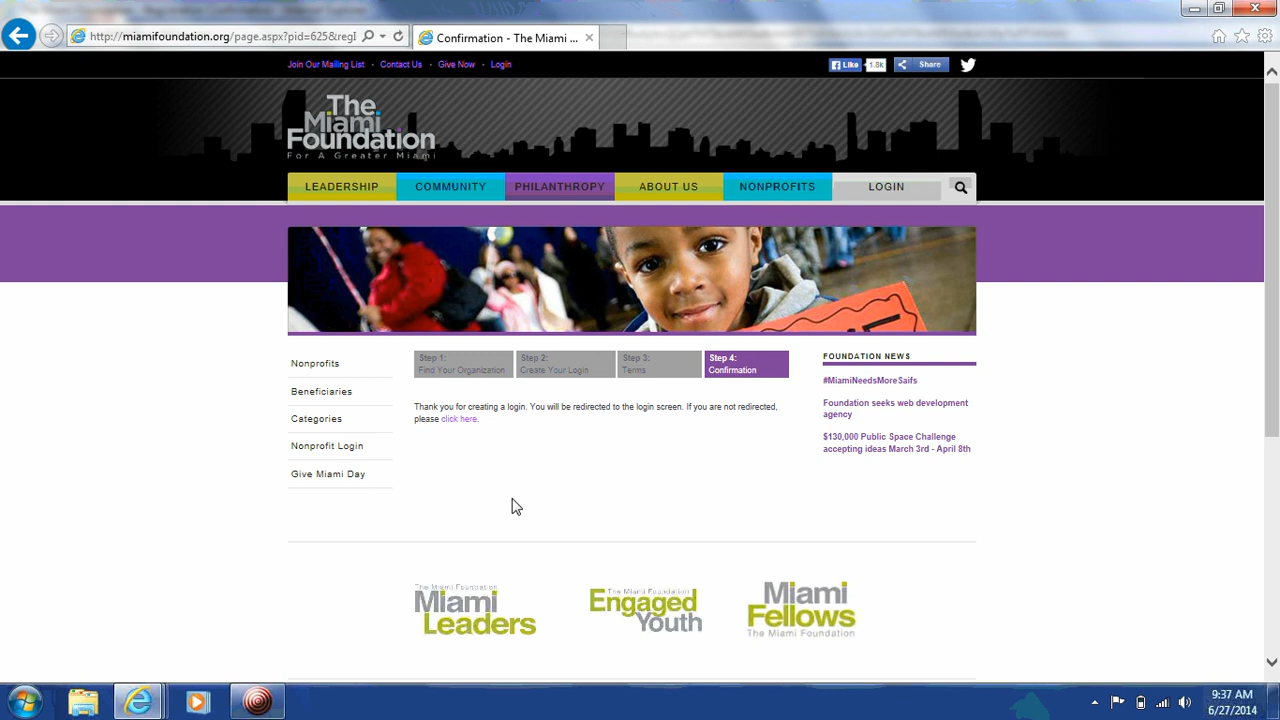 http://miamifoundation.org/page.aspx?pid=625&regI
Confirmation - The Miami ...
Join Our Mailing List · Contact Us · Give Now · Login
Like 1.8k Share
The
Miami
Foundation
For A Greater Miami
LEADERSHIP COMMUNITY PHILANTHROPY ABOUT US NONPROFITS LOGIN
Nonprofits
Beneficiaries
Categories
Nonprofit Login
Give Miami Day
Step 1: Step 2: Step 3: Step 4:
Find Your Organization Create Your Login Terms Confirmation
Thank you for creating a login. You will be redirected to the login screen. If you are not redirected,
please click here.
FOUNDATION NEWS
#MiamiNeedsMoreSaifs
Foundation seeks web development
agency
$130,000 Public Space Challenge
accepting ideas March 3rd - April 8th
The Miami Foundation
Miami
Leaders
The Miami Foundation
Engaged
Youth
Miami
Fellows
The Miami Foundation
9:37 AM
6/27/2014